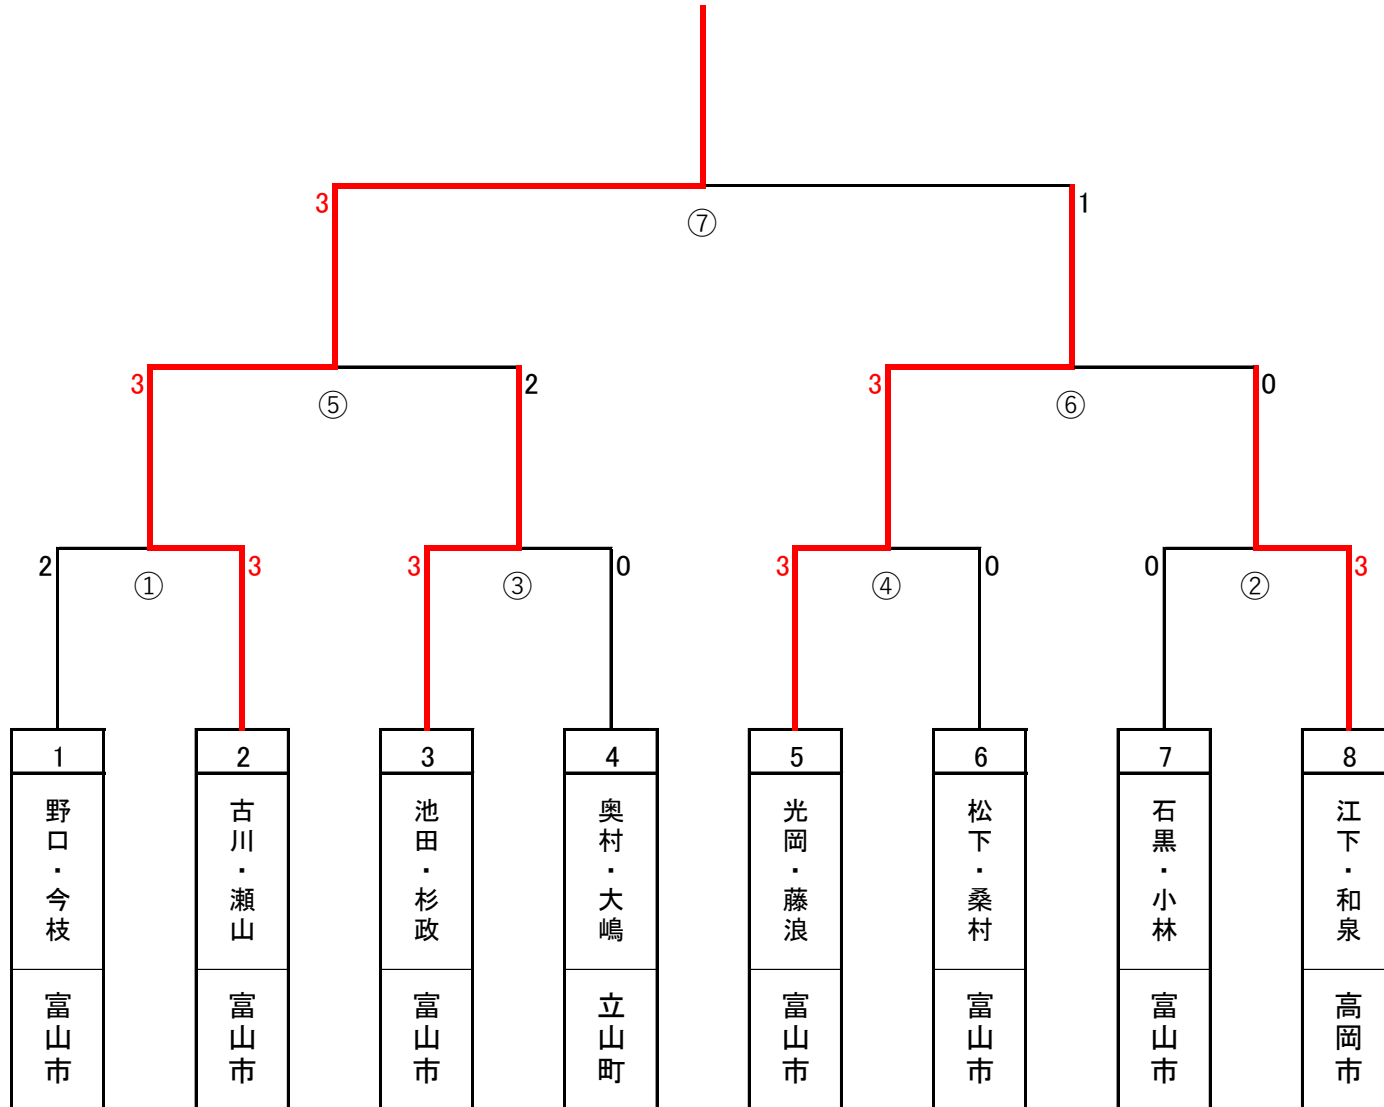 3
1
⑦
3
2
3
0
⑤
⑥
2
3
3
0
3
0
0
3
①
③
④
②
1
2
3
4
5
6
7
8
野口・今枝
古川・瀬山
池田・杉政
奥村・大嶋
光岡・藤浪
松下・桑村
石黒・小林
江下・和泉
富山市
富山市
富山市
立山町
富山市
富山市
富山市
高岡市